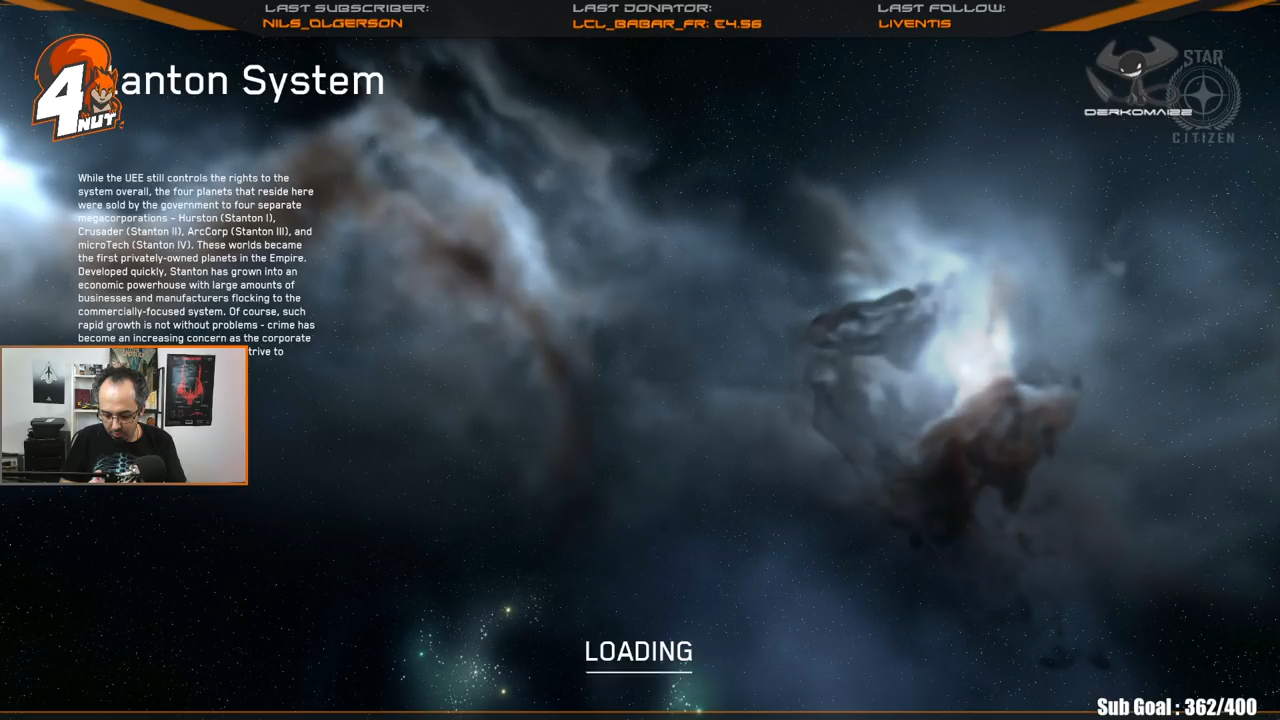 LAST SUBSCRIBER:
NILS_OLGERSON
LAST DONATOR:
LCL_BABAR_FR: €4.56
LAST FOLLOW:
LIVENTIS
4
NUT
anton System
STAR
CITIZEN
DERKOMAIZZ
While the UEE still controls the rights to the
system overall, the four planets that reside here
were sold by the government to four separate
megacorporations – Hurston (Stanton I),
Crusader (Stanton II), ArcCorp (Stanton III), and
microTech (Stanton IV). These worlds became
the first privately-owned planets in the Empire.
Developed quickly, Stanton has grown into an
economic powerhouse with large amounts of
businesses and manufacturers flocking to the
commercially-focused system. Of course, such
rapid growth is not without problems - crime has
become an increasing concern as the corporate
trive to
LOADING
Sub Goal : 362/400